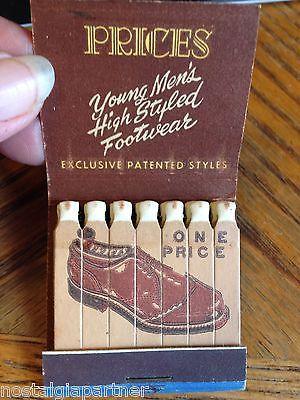 PRICES
Young Men's
High Styled
Footwear
EXCLUSIVE PATENTED STYLES
ONE
PRICE
nostalgiapartner